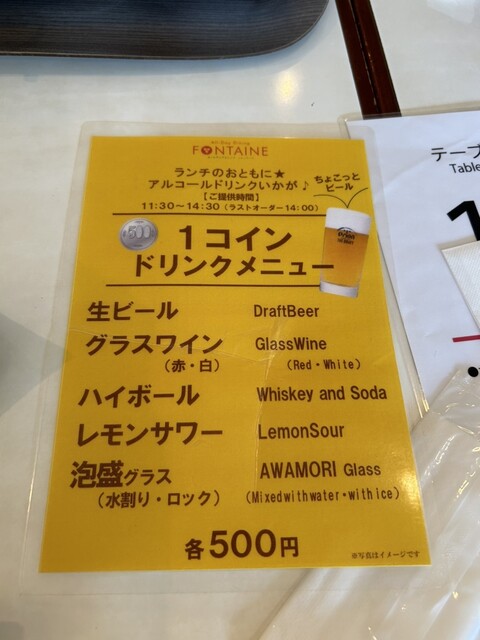 All Day Dining
FONTAINE
ランチのおともに★
アルコールドリンクいかが♪
【ご提供時間】
11:30～14:30(ラストオーダー14:00)
ちょこっと
ビール
500
1コイン
ドリンクメニュー
生ビール DraftBeer
グラスワイン GlassWine
(赤・白) (Red・White)
ハイボール Whiskey and Soda
レモンサワー LemonSour
泡盛グラス AWAMORI Glass
(水割り・ロック) (Mixedwithwater・withice)
各500円
※写真はイメージです
テーブ
Table
1